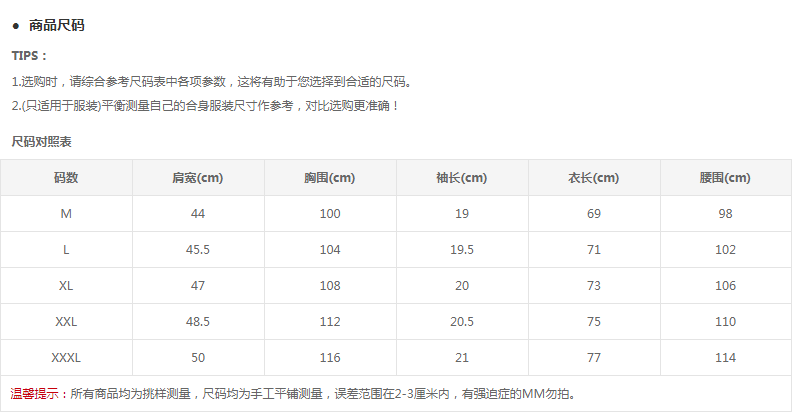 ● 商品尺码
TIPS：
1.选购时，请综合参考尺码表中各项参数，这将有助于您选择到合适的尺码。
2.(只适用于服装)平衡测量自己的合身服装尺寸作参考，对比选购更准确！
尺码对照表
码数 肩宽(cm) 胸围(cm) 袖长(cm) 衣长(cm) 腰围(cm)
M 44 100 19 69 98
L 45.5 104 19.5 71 102
XL 47 108 20 73 106
XXL 48.5 112 20.5 75 110
XXXL 50 116 21 77 114
温馨提示：所有商品均为挑样测量，尺码均为手工平铺测量，误差范围在2-3厘米内，有强迫症的MM勿拍。